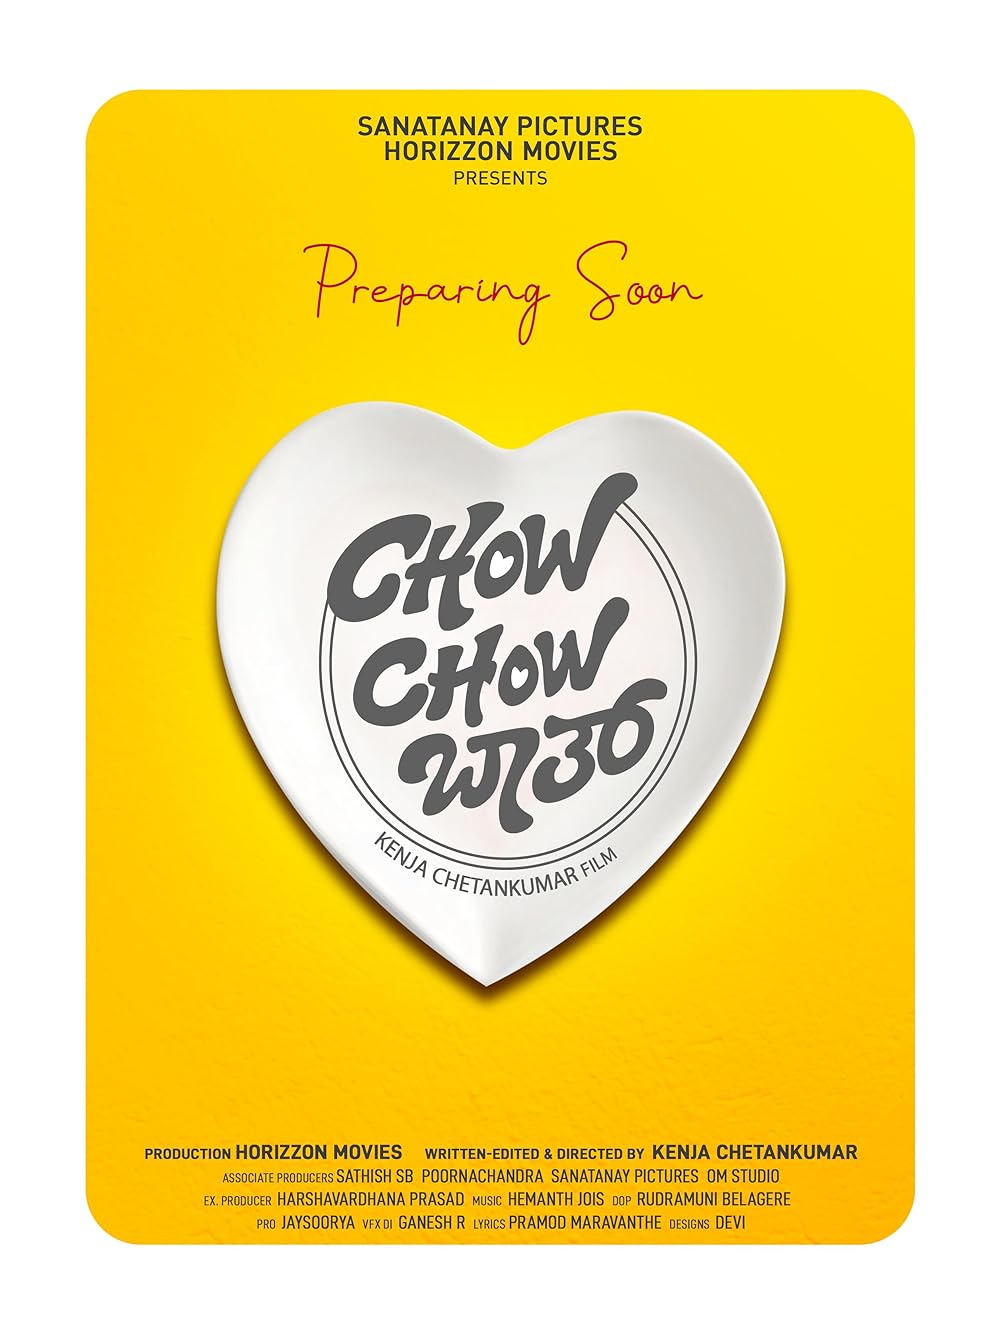 SANATANAY PICTURES
HORIZZON MOVIES
PRESENTS
Preparing Soon
CHOW
CHOW
ಬಾತ್
KENJA CHETANKUMAR FILM
PRODUCTION HORIZZON MOVIES WRITTEN-EDITED & DIRECTED BY KENJA CHETANKUMAR
ASSOCIATE PRODUCERS SATHISH SB POORNACHANDRA SANATANAY PICTURES OM STUDIO
EX. PRODUCER HARSHAVARDHANA PRASAD MUSIC HEMANTH JOIS DOP RUDRAMUNI BELAGERE
PRO JAYSOORYA VFX DI GANESH R LYRICS PRAMOD MARAVANTHE DESIGNS DEVI